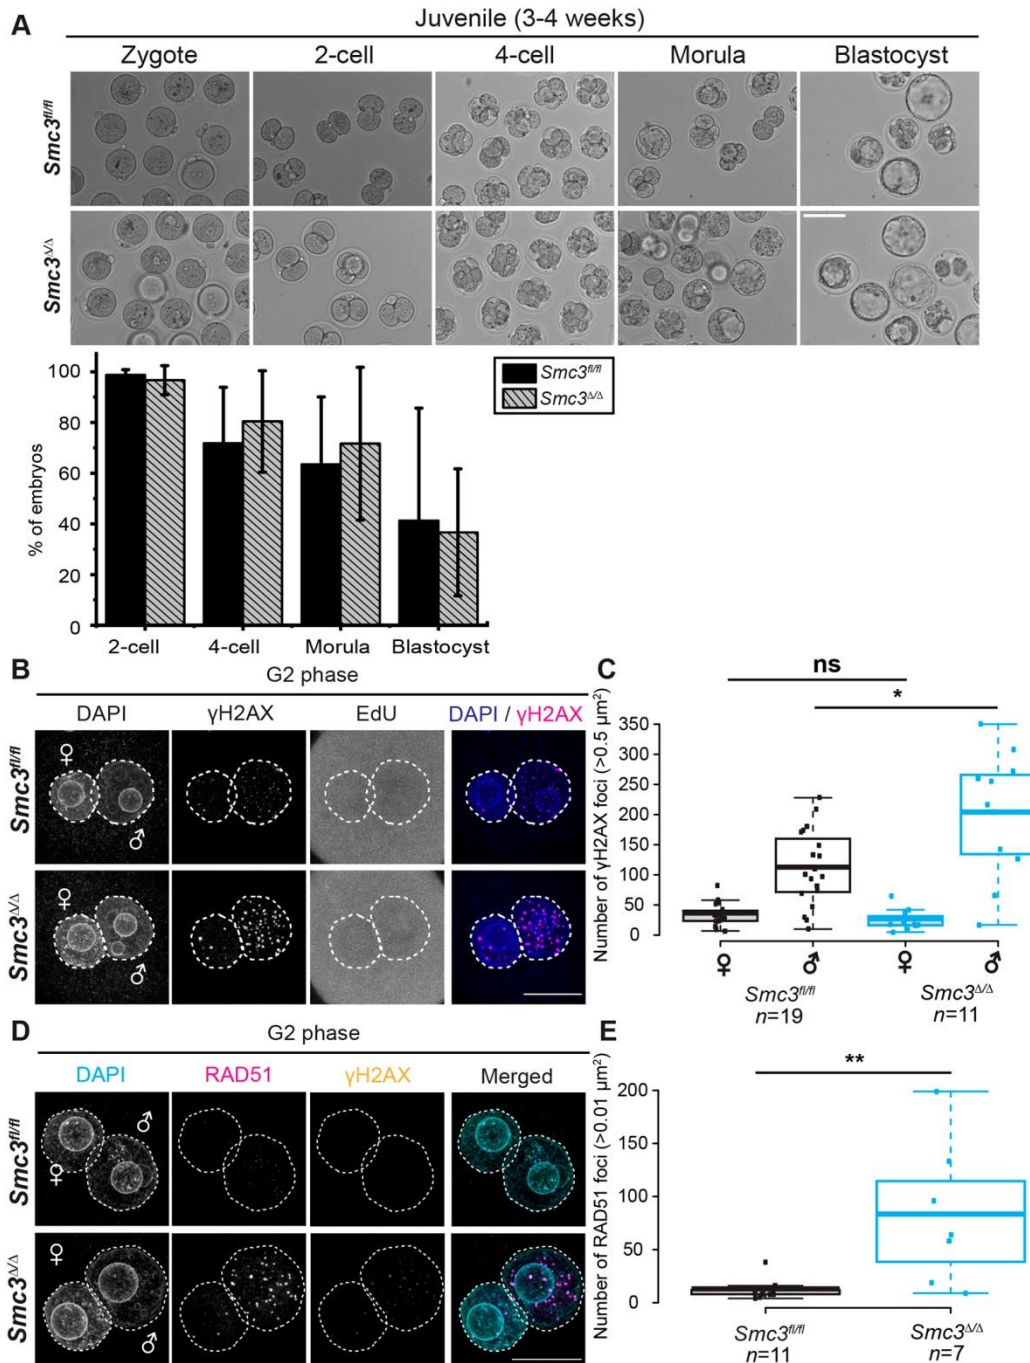 A
Juvenile (3-4 weeks)
Zygote 2-cell 4-cell Morula Blastocyst
Smc3fl/fl
Smc3Δ/Δ
% of embryos
100
80
60
40
20
0
2-cell 4-cell Morula Blastocyst
Smc3fl/fl
Smc3Δ/Δ
B
G2 phase
DAPI γH2AX EdU DAPI / γH2AX
Smc3fl/fl
♀
♂
Smc3Δ/Δ
♀
♂
C
ns
*
Number of γH2AX foci (>0.5 µm²)
350
300
250
200
150
100
50
0
♀ ♂ ♀ ♂
Smc3fl/fl Smc3Δ/Δ
n=19 n=11
D
G2 phase
DAPI RAD51 γH2AX Merged
Smc3fl/fl
♂
♀
Smc3Δ/Δ
♀
♂
E
**
Number of RAD51 foci (>0.01 µm²)
200
150
100
50
0
Smc3fl/fl Smc3Δ/Δ
n=11 n=7